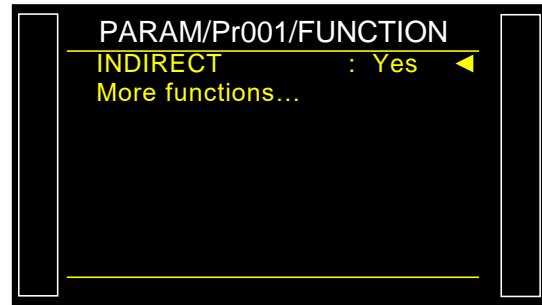 PARAM/Pr001/FUNCTION
INDIRECT : Yes ◄
More functions…